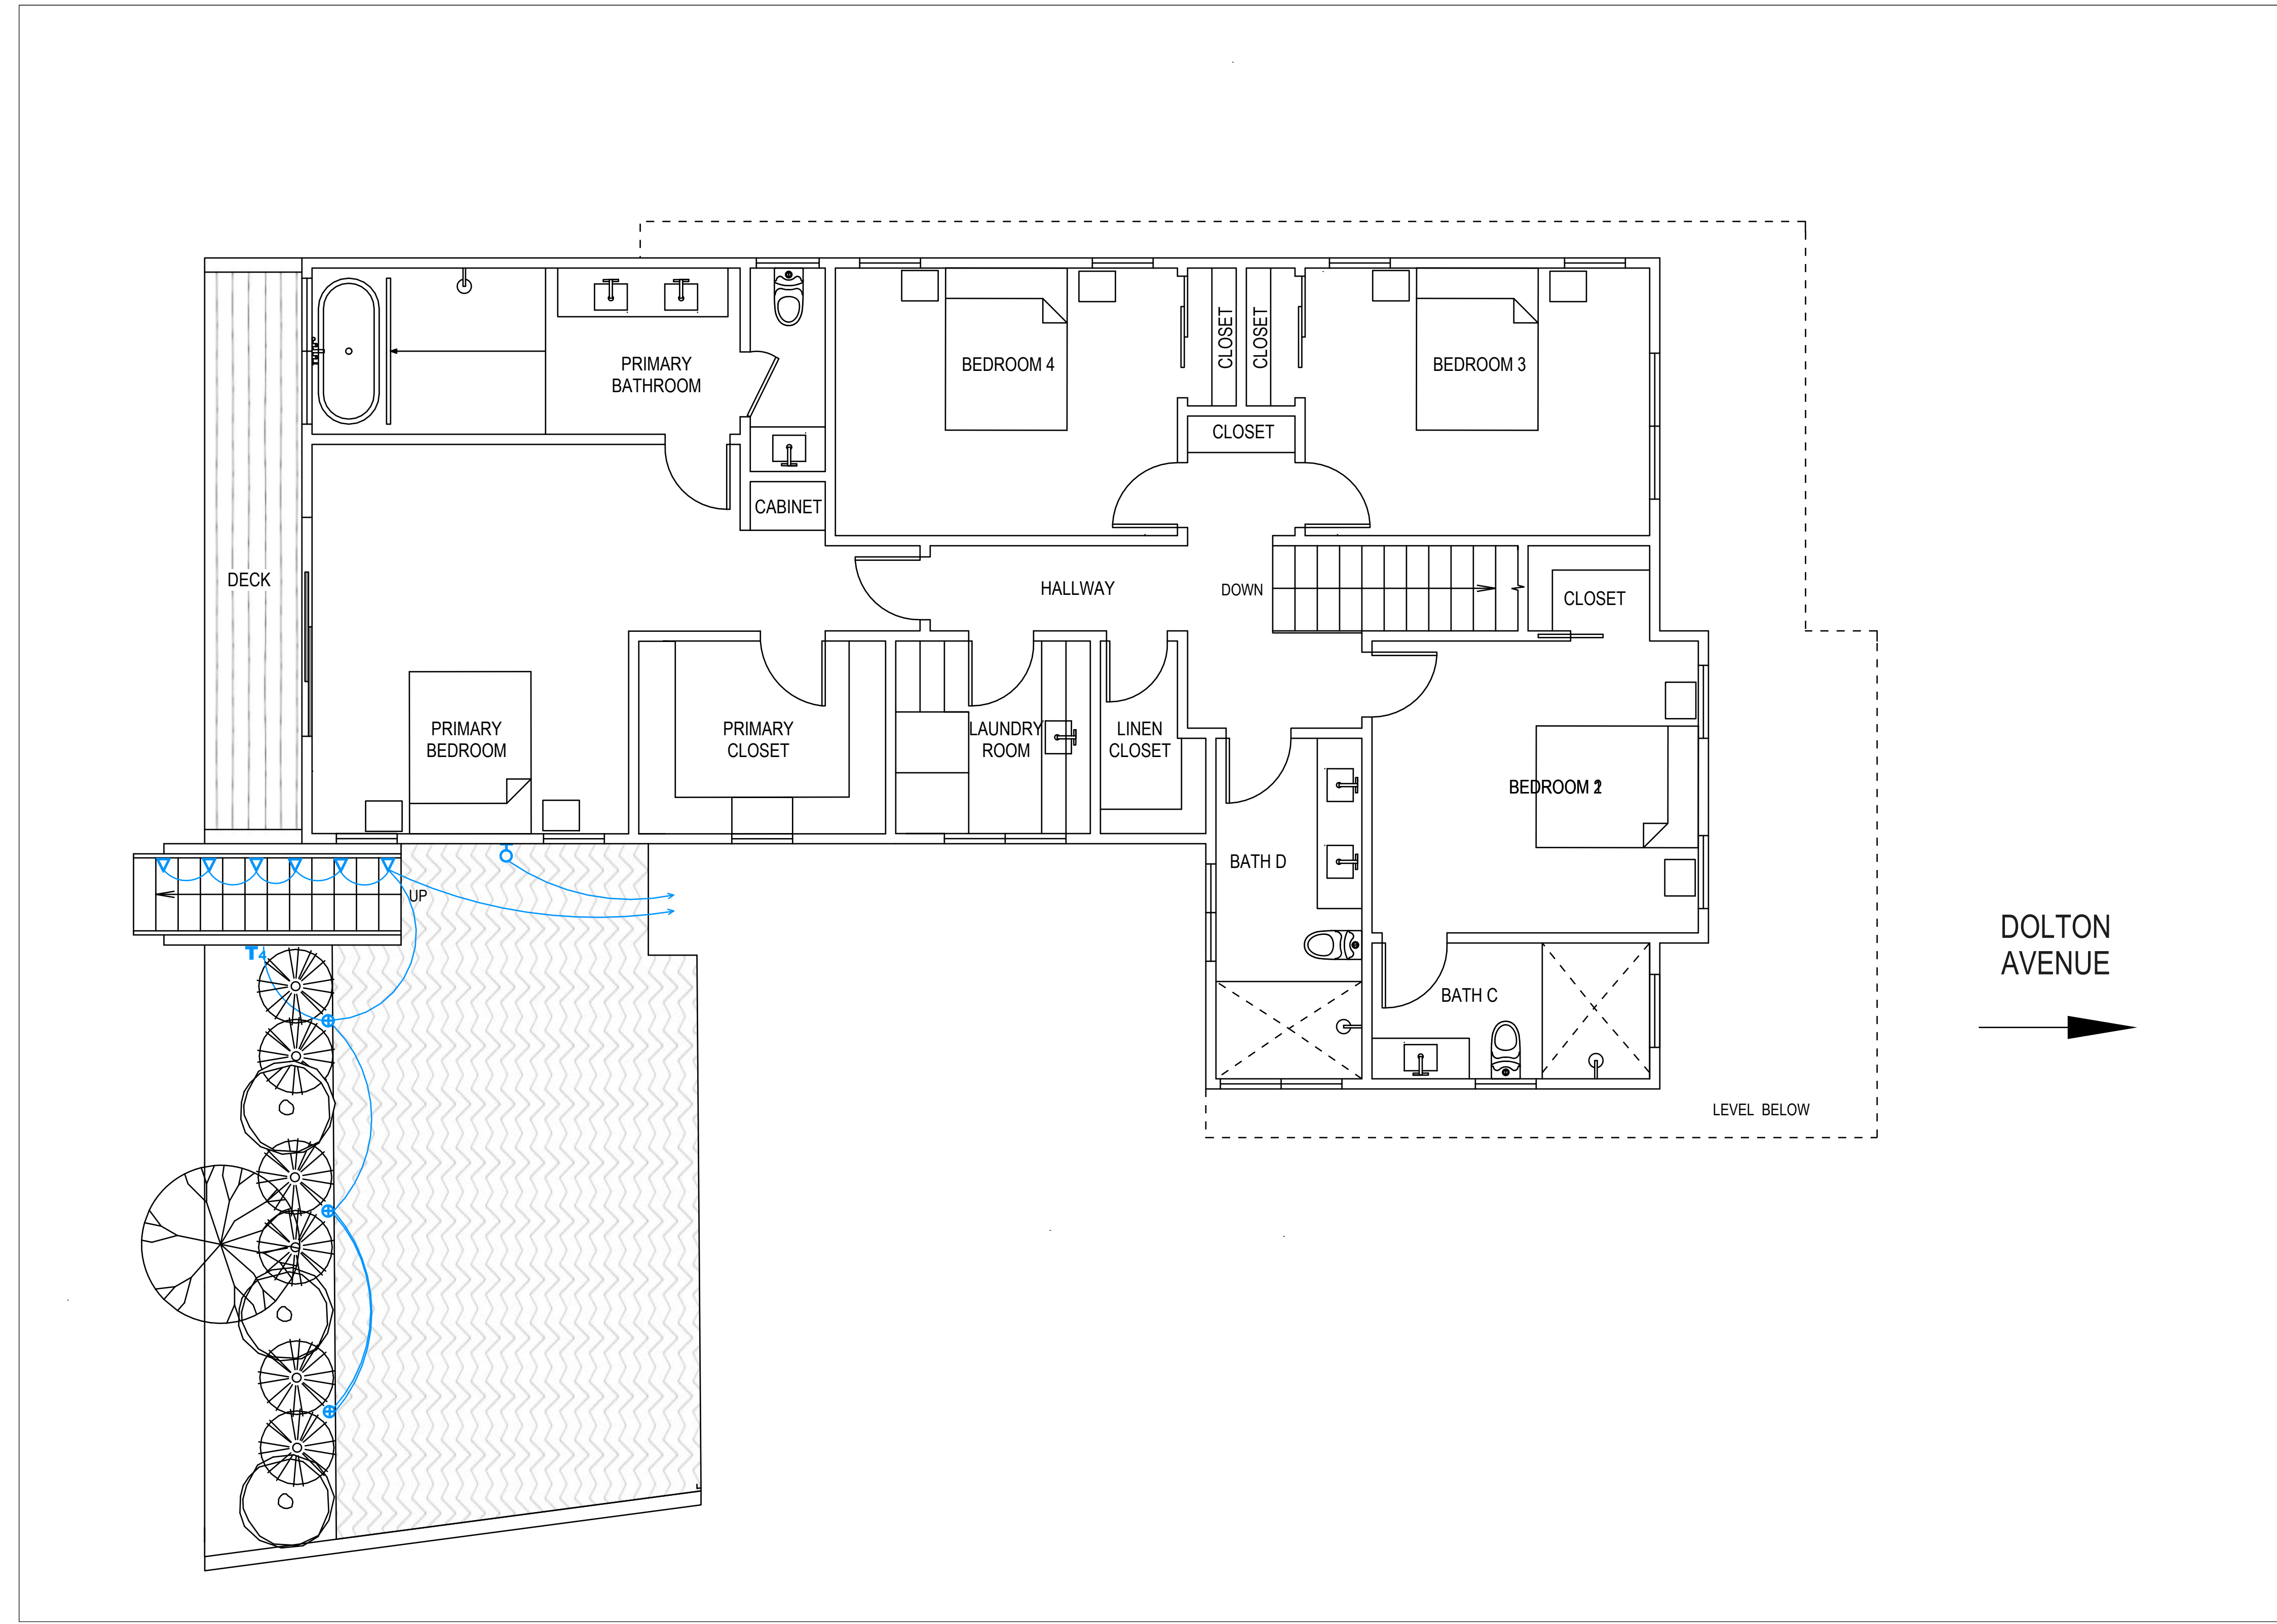 PRIMARY
BATHROOM
BEDROOM 4
CLOSET
CLOSET
BEDROOM 3
CLOSET
CABINET
DECK
HALLWAY
DOWN
CLOSET
PRIMARY
BEDROOM
PRIMARY
CLOSET
LAUNDRY
ROOM
LINEN
CLOSET
BEDROOM
BATH D
UP
DOLTON
AVENUE
T4
BATH C
LEVEL BELOW